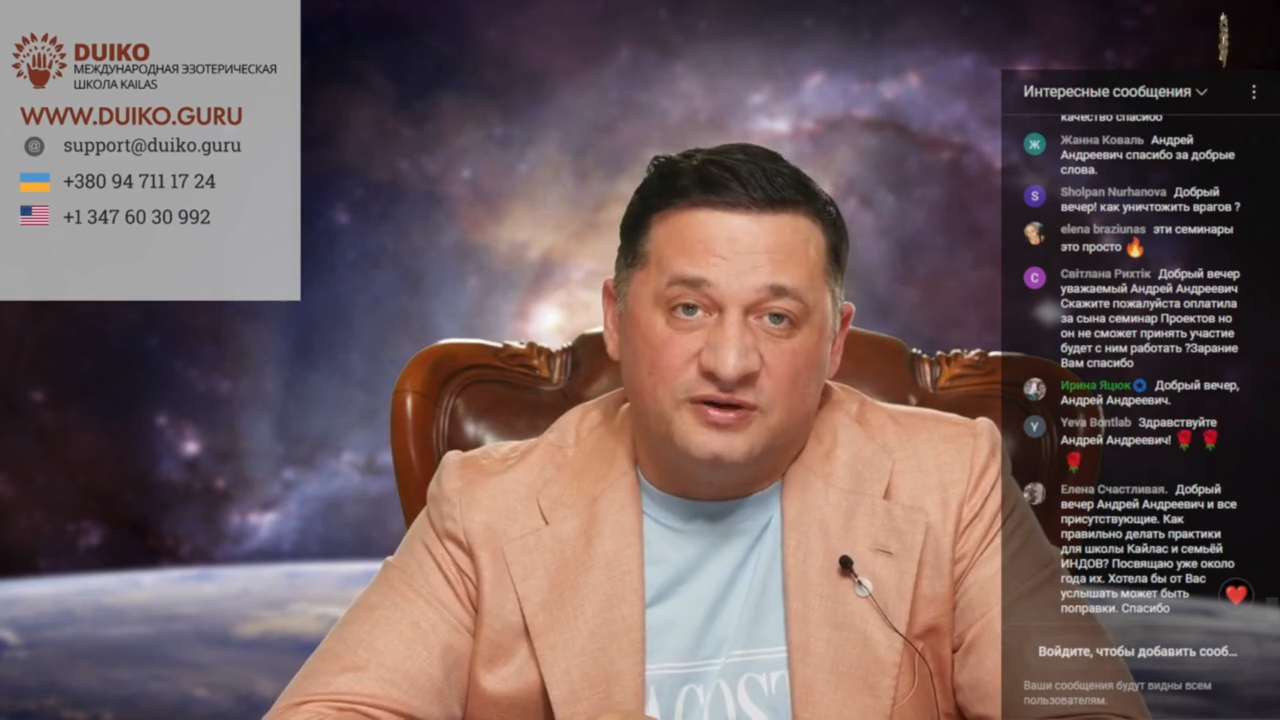 DUIKO
МЕЖДУНАРОДНАЯ ЭЗОТЕРИЧЕСКАЯ
ШКОЛА KAILAS
WWW.DUIKO.GURU
@ support@duiko.guru
+380 94 711 17 24
+1 347 60 30 992
Интересные сообщения
качество спасибо
Ж Жанна Коваль Андрей
Андреевич спасибо за добрые
слова.
S Sholpan Nurhanova Добрый
вечер! как уничтожить врагов ?
elena braziunas эти семинары
это просто 🔥
С Світлана Рихтік Добрый вечер
уважаемый Андрей Андреевич
Скажите пожалуйста оплатила
за сына семинар Проектов но
он не сможет принять участие
будет с ним работать ?Зарание
Вам спасибо
Ирина Яцюк Добрый вечер,
Андрей Андреевич.
Y Yeva Bontlab Здравствуйте
Андрей Андреевич! 🌹 🌹
🌹
Елена Счастливая. Добрый
вечер Андрей Андреевич и все
присутствующие. Как
правильно делать практики
для школы Кайлас и семьёй
ИНДОВ? Посвящаю уже около
года их. Хотела бы от Вас
услышать может быть
поправки. Спасибо
Войдите, чтобы добавить сооб...
Ваши сообщения будут видны всем
пользователям.